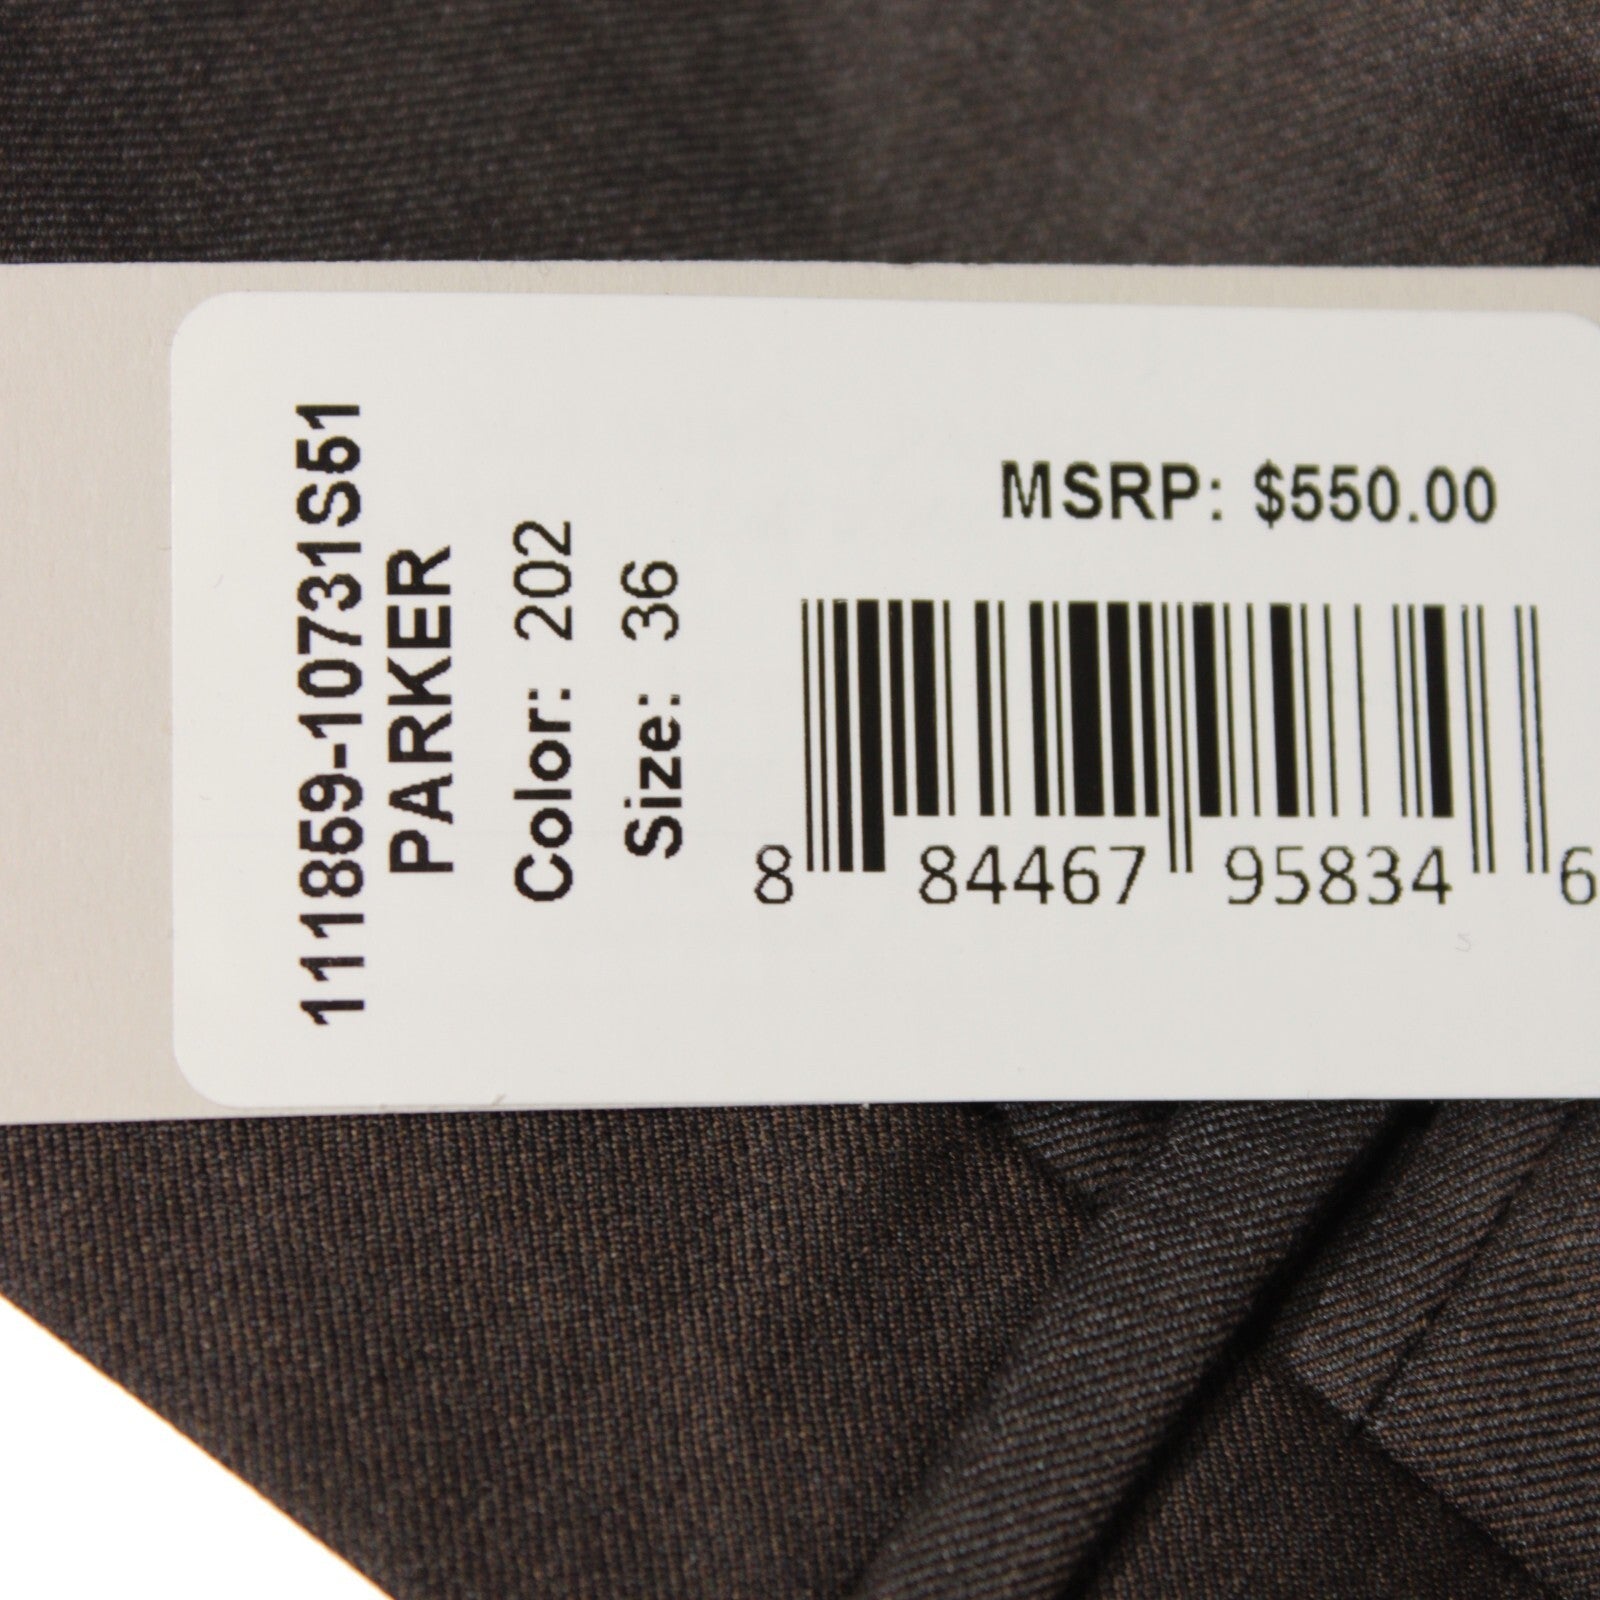 111859-10731S51
PARKER
Color: 202
Size: 36
MSRP: $550.00
8 84467 95834 6